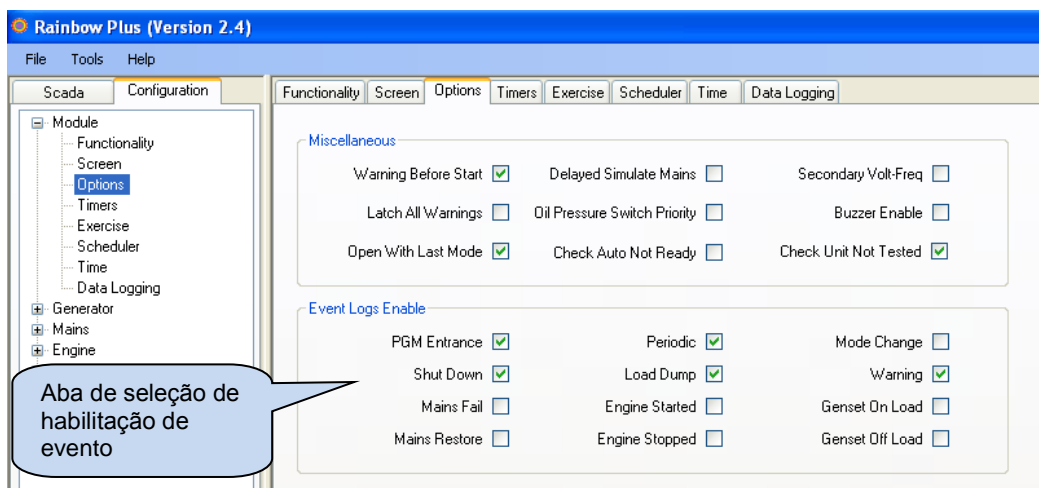 Rainbow Plus (Version 2.4)
File Tools Help
Scada Configuration
Functionality Screen Options Timers Exercise Scheduler Time Data Logging
Module
Functionality
Screen
Options
Timers
Exercise
Scheduler
Time
Data Logging
Generator
Mains
Engine
Miscellaneous
Warning Before Start Delayed Simulate Mains Secondary Volt-Freq
Latch All Warnings Oil Pressure Switch Priority Buzzer Enable
Open With Last Mode Check Auto Not Ready Check Unit Not Tested
Event Logs Enable
PGM Entrance Periodic Mode Change
Shut Down Load Dump Warning
Mains Fail Engine Started Genset On Load
Mains Restore Engine Stopped Genset Off Load
Aba de seleção de
habilitação de
evento